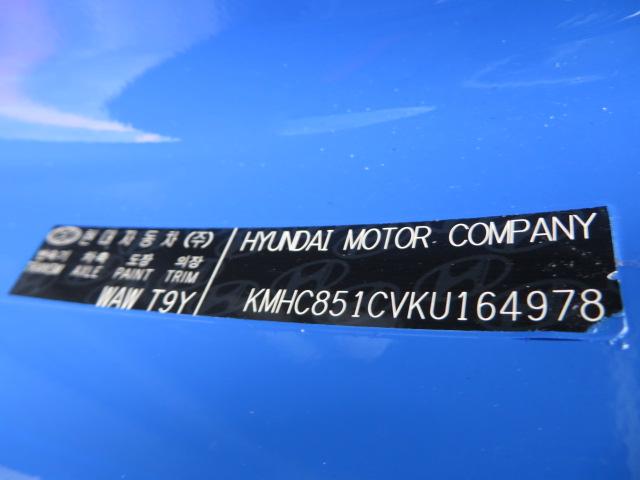 현대자동차(주)
변속기 차축 도장 의장
TRANSM AXLE PAINT TRIM
WAW T9Y
HYUNDAI MOTOR COMPANY
KMHC851CVKU164978